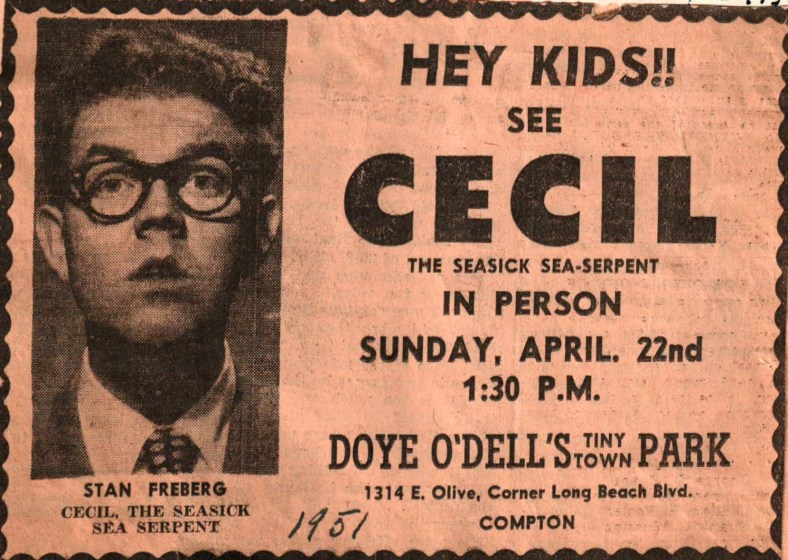 HEY KIDS!!
SEE
CECIL
THE SEASICK SEA-SERPENT
IN PERSON
SUNDAY, APRIL. 22nd
1:30 P.M.
DOYE O'DELL'S TINY TOWN PARK
1314 E. Olive, Corner Long Beach Blvd.
COMPTON
STAN FREBERG
CECIL, THE SEASICK
SEA SERPENT
1951